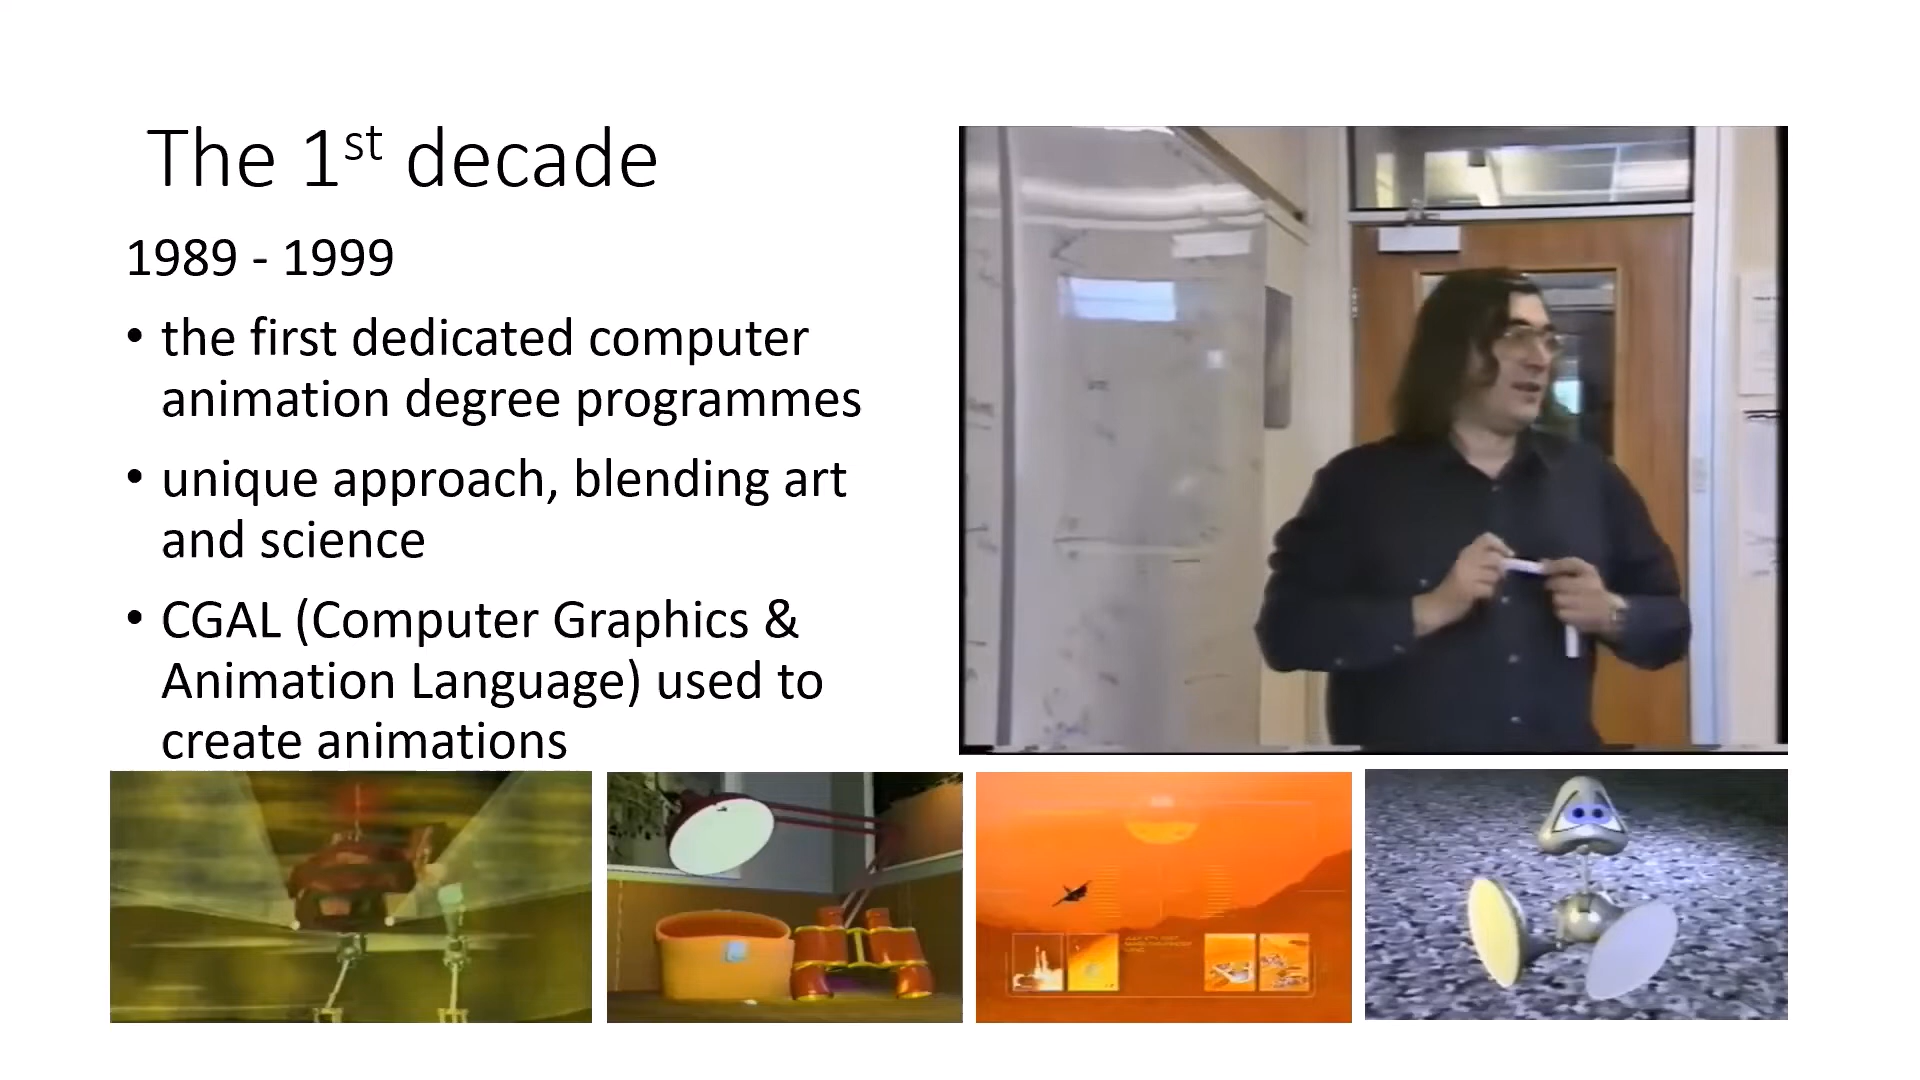 The 1st decade
1989 - 1999
• the first dedicated computer
animation degree programmes
• unique approach, blending art
and science
• CGAL (Computer Graphics &
Animation Language) used to
create animations